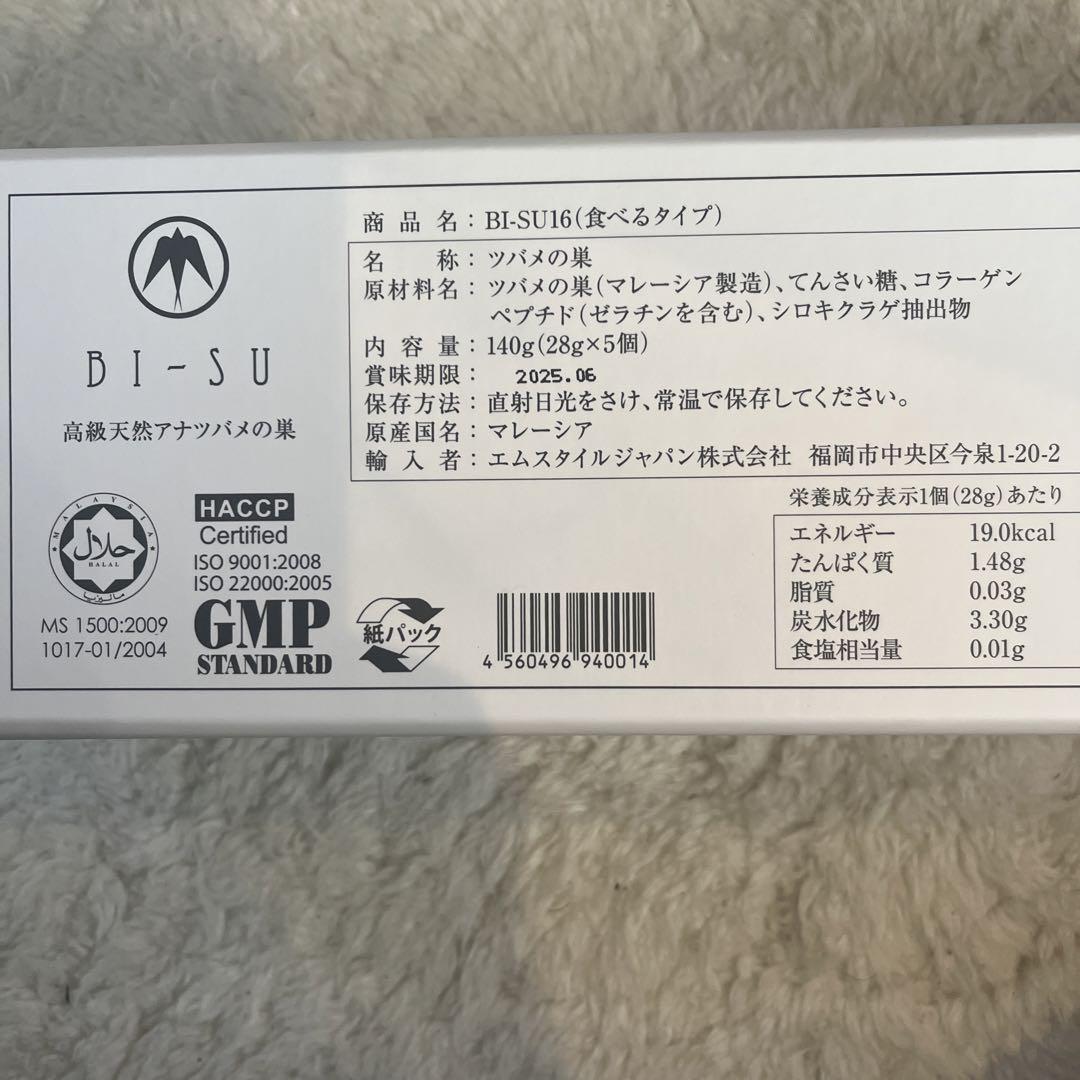 BI-SU
高級天然アナツバメの巣
MALAYSIA
حلال
HALAL
ماليزيا
MS 1500:2009
1017-01/2004
HACCP
Certified
ISO 9001:2008
ISO 22000:2005
GMP
STANDARD
紙パック
4 560496 940014
商品名：BI-SU16（食べるタイプ）
名称：ツバメの巣
原材料名：ツバメの巣（マレーシア製造）、てんさい糖、コラーゲン
ペプチド（ゼラチンを含む）、シロキクラゲ抽出物
内容量：140g（28g×5個）
賞味期限：2025.06
保存方法：直射日光をさけ、常温で保存してください。
原産国名：マレーシア
輸入者：エムスタイルジャパン株式会社 福岡市中央区今泉1-20-2
栄養成分表示1個（28g）あたり
エネルギー 19.0kcal
たんぱく質 1.48g
脂質 0.03g
炭水化物 3.30g
食塩相当量 0.01g